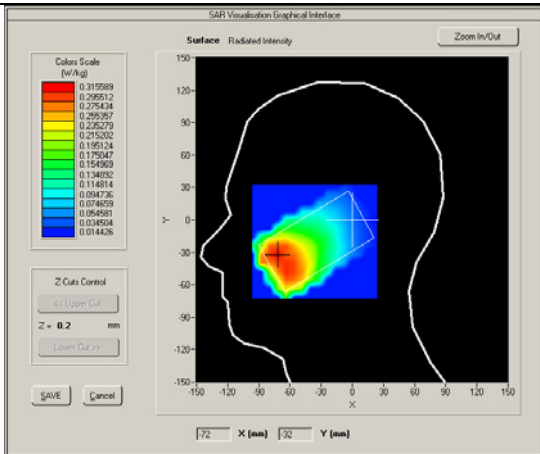 SAR Visualisation Graphical Interface
Surface Radiated Intensity
Zoom In/Out
Colors Scale
(W/kg)
0.315589
0.295512
0.275434
0.255357
0.235279
0.215202
0.195124
0.175047
0.154969
0.134892
0.114814
0.094736
0.074659
0.054581
0.034504
0.014426
Z Cuts Control
<< Upper Cut
Z = 0.2 mm
Lower Cut >>
SAVE Cancel
150
120
90
60
30
Y 0
-30
-60
-90
-120
-150
-150 -120 -90 -60 -30 0 30 60 90 120 150
X
-72 X (mm) -32 Y (mm)